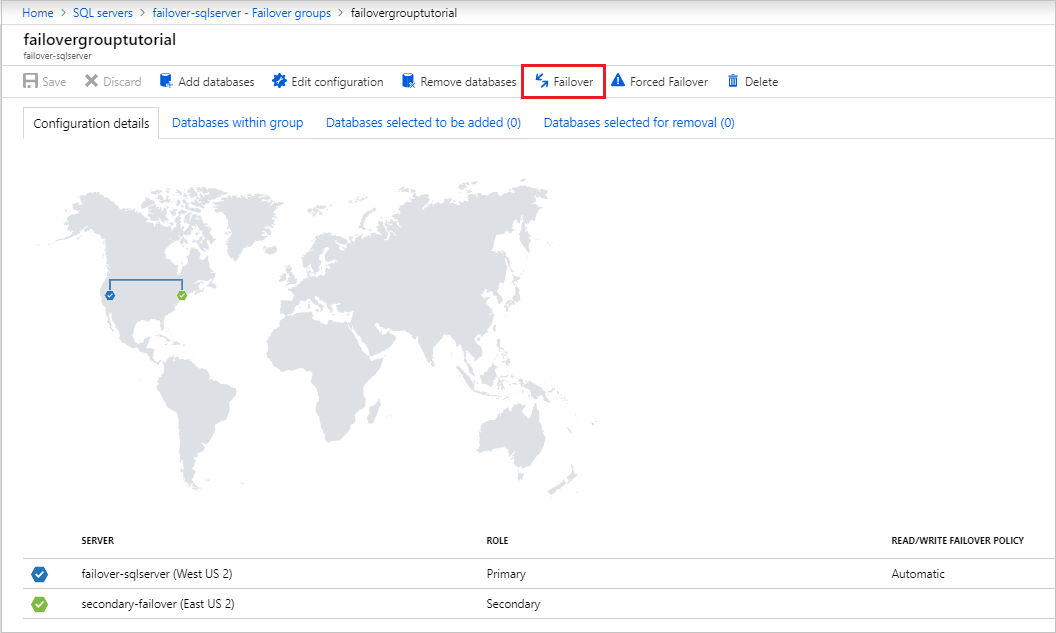 Home > SQL servers > failover-sqlserver - Failover groups > failovergrouptutorial
failovergrouptutorial
failover-sqlserver
Save Discard Add databases Edit configuration Remove databases Failover Forced Failover Delete
Configuration details Databases within group Databases selected to be added (0) Databases selected for removal (0)
SERVER ROLE READ/WRITE FAILOVER POLICY
failover-sqlserver (West US 2) Primary Automatic
secondary-failover (East US 2) Secondary